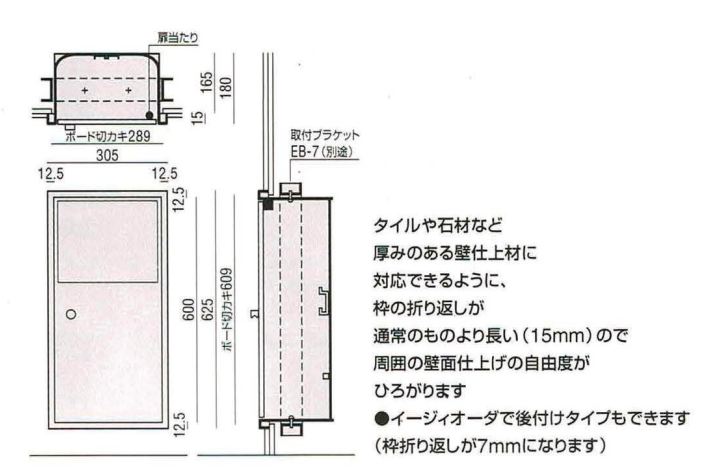 扉当たり
165
180
15
ボード切カキ289
305
12.5
12.5
取付ブラケット
EB-7(別途)
12.5
600
625
ボード切カキ609
12.5
タイルや石材など
厚みのある壁仕上材に
対応できるように、
枠の折り返しが
通常のものより長い(15mm)ので
周囲の壁面仕上げの自由度が
ひろがります
●イージィオーダで後付けタイプもできます
(枠折り返しが7mmになります)